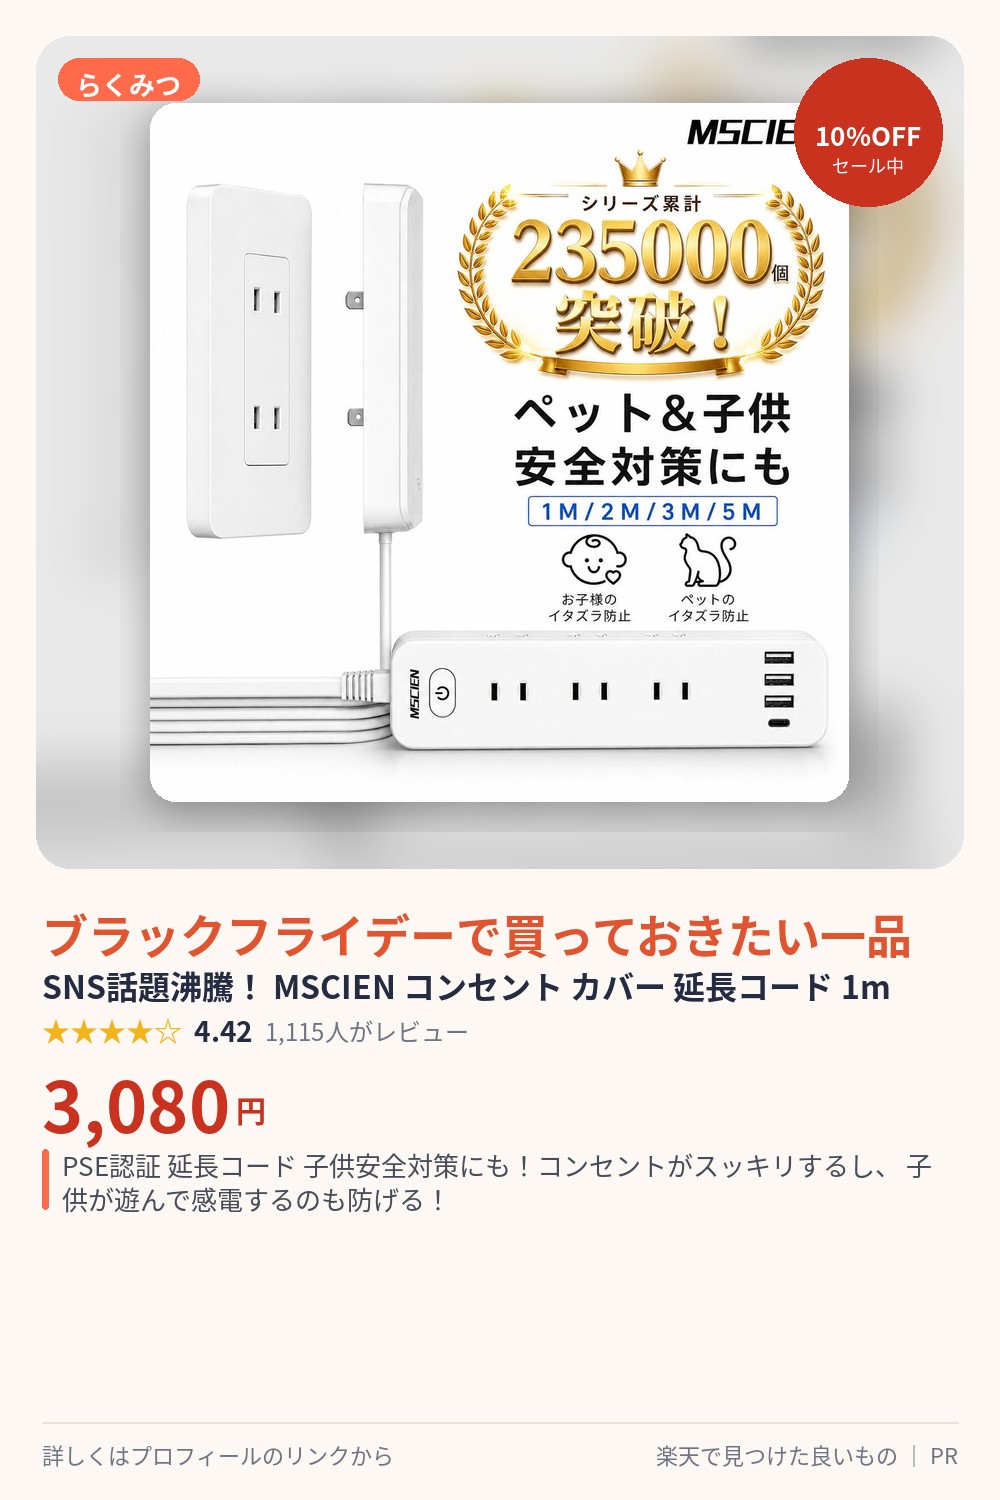 らくみつ
10%OFF
セール中
MSCIE
シリーズ累計
235000個
突破！
ペット＆子供
安全対策にも
1M/2M/3M/5M
お子様の
イタズラ防止
ペットの
イタズラ防止
MSCIEN
ブラックフライデーで買っておきたい一品
SNS話題沸騰！ MSCIEN コンセント カバー 延長コード 1m
★★★★☆ 4.42 1,115人がレビュー
3,080円
PSE認証 延長コード 子供安全対策にも！コンセントがスッキリするし、 子
供が遊んで感電するのも防げる！
詳しくはプロフィールのリンクから
楽天で見つけた良いもの ｜ PR